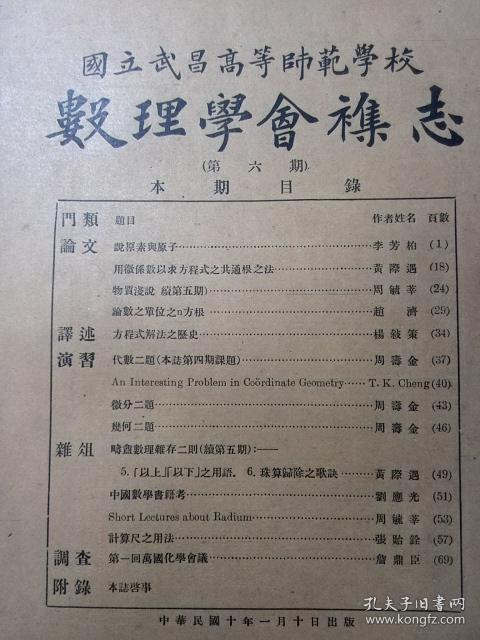 國立武昌高等師範學校
數理學會襍志
(第六期)
本期目錄
門類 題目 作者姓名 頁數
論文 說原素與原子 李芳柏 (1)
用微係數以求方程式之共通根之法 黃際遇 (18)
物質淺說 續第五期) 周毓莘 (24)
論數之單位之n方根 趙濟 (29)
譯述 方程式解法之歷史 楊敍策 (34)
演習 代數二題(本誌第四期課題) 周壽金 (37)
An Interesting Problem in Coördinate Geometry T. K. Cheng (40)
微分二題 周壽金 (43)
幾何二題 周壽金 (46)
雜俎 疇盦數理雜存二則(續第五期):——
5.「以上」「以下」之用語. 6. 珠算歸除之歌訣 黃際遇 (49)
中國數學書籍考 劉應光 (51)
Short Lectures about Radium 周毓莘 (53)
計算尺之用法 張貽銓 (57)
調查 第一回萬國化學會議 詹鼎臣 (69)
附錄 本誌啓事
中華民國十年一月十日出版
孔夫子旧书网
kongfz.com